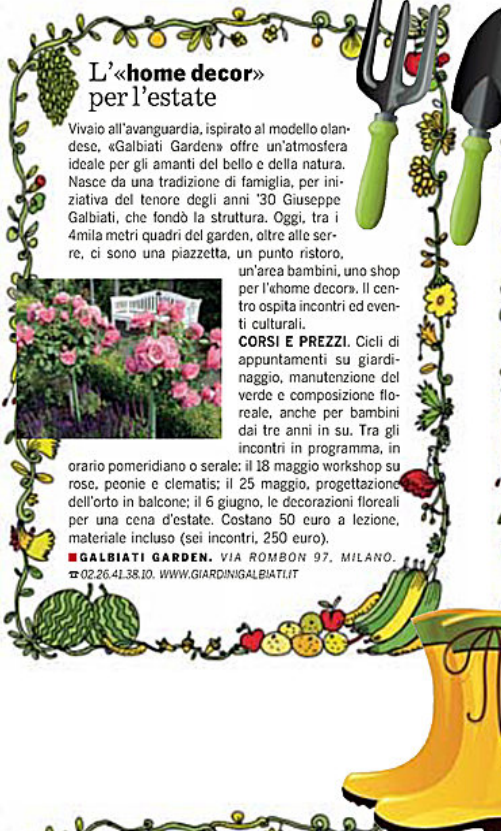 L'«home decor»
per l'estate
Vivaio all'avanguardia, ispirato al modello olan-
dese, «Galbiati Garden» offre un'atmosfera
ideale per gli amanti del bello e della natura.
Nasce da una tradizione di famiglia, per ini-
ziativa del tenore degli anni '30 Giuseppe
Galbiati, che fondò la struttura. Oggi, tra i
4mila metri quadri del garden, oltre alle ser-
re, ci sono una piazzetta, un punto ristoro,
un'area bambini, uno shop
per l'«home decor». Il cen-
tro ospita incontri ed even-
ti culturali.
CORSI E PREZZI. Cicli di
appuntamenti su giardi-
naggio, manutenzione del
verde e composizione flo-
reale, anche per bambini
dai tre anni in su. Tra gli
incontri in programma, in
orario pomeridiano o serale: il 18 maggio workshop su
rose, peonie e clematis; il 25 maggio, progettazione
dell'orto in balcone; il 6 giugno, le decorazioni floreali
per una cena d'estate. Costano 50 euro a lezione,
materiale incluso (sei incontri, 250 euro).
■GALBIATI GARDEN. VIA ROMBON 97, MILANO.
☎02.26.41.38.10. WWW.GIARDINIGALBIATI.IT